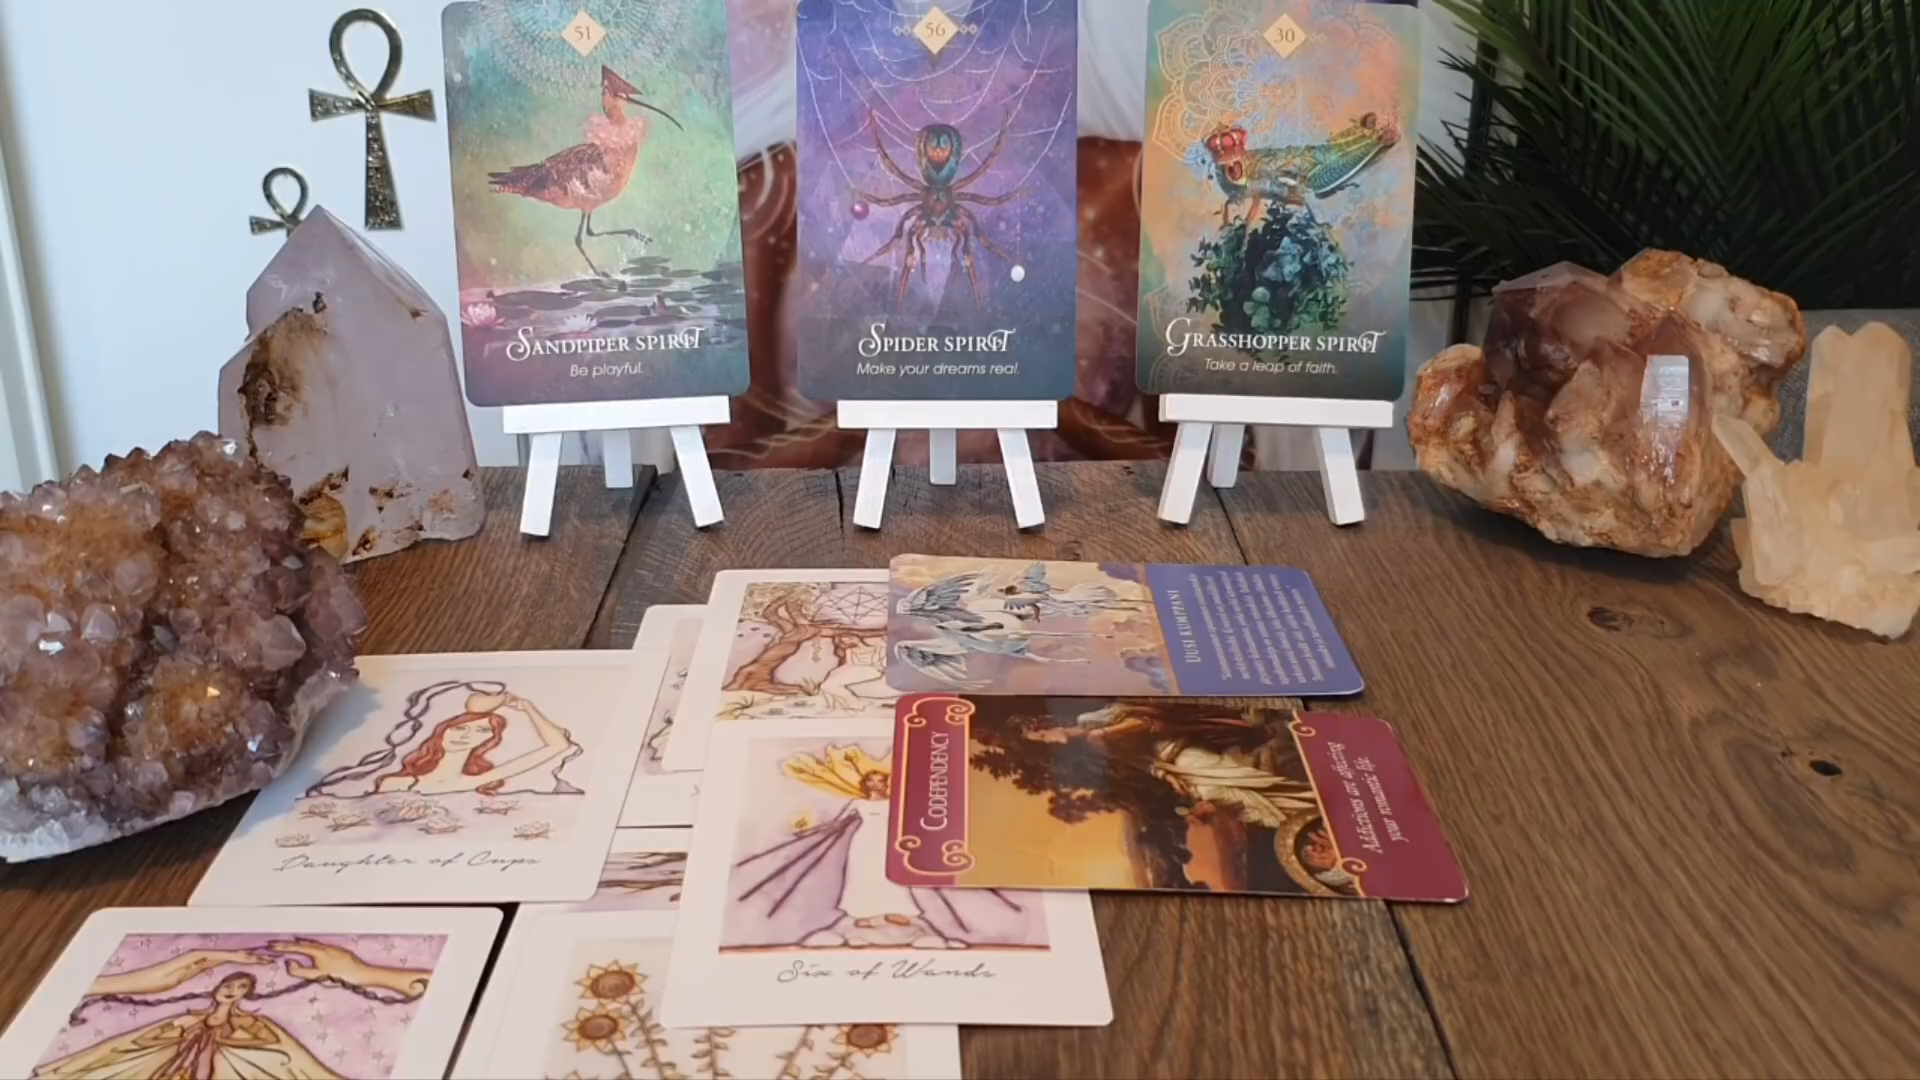 51
SANDPIPER SPIRIT
Be playful.
56
SPIDER SPIRIT
Make your dreams real.
30
GRASSHOPPER SPIRIT
Take a leap of faith.
UUSI KUMPPANI
CODEPENDENCY
Addictions are affecting
your romantic life.
Daughter of Cups
Six of Wands